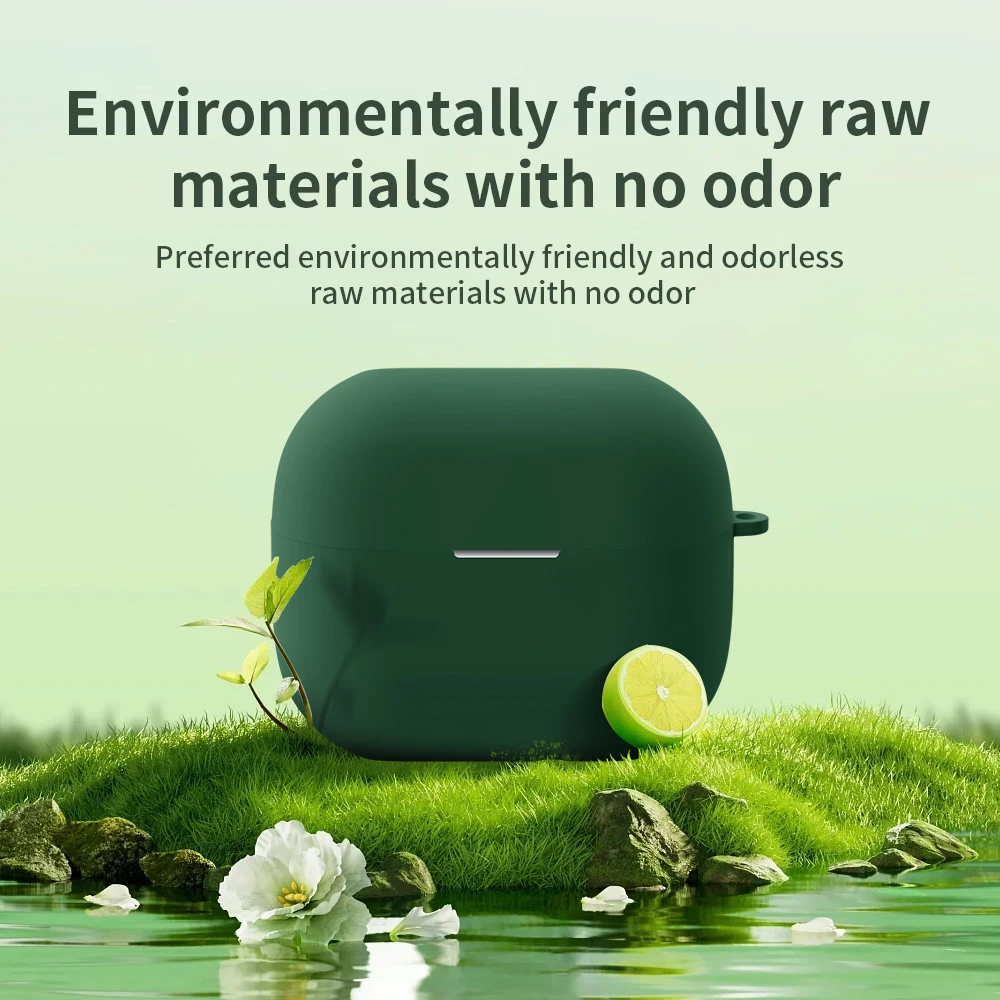 Environmentally friendly raw
materials with no odor
Preferred environmentally friendly and odorless
raw materials with no odor